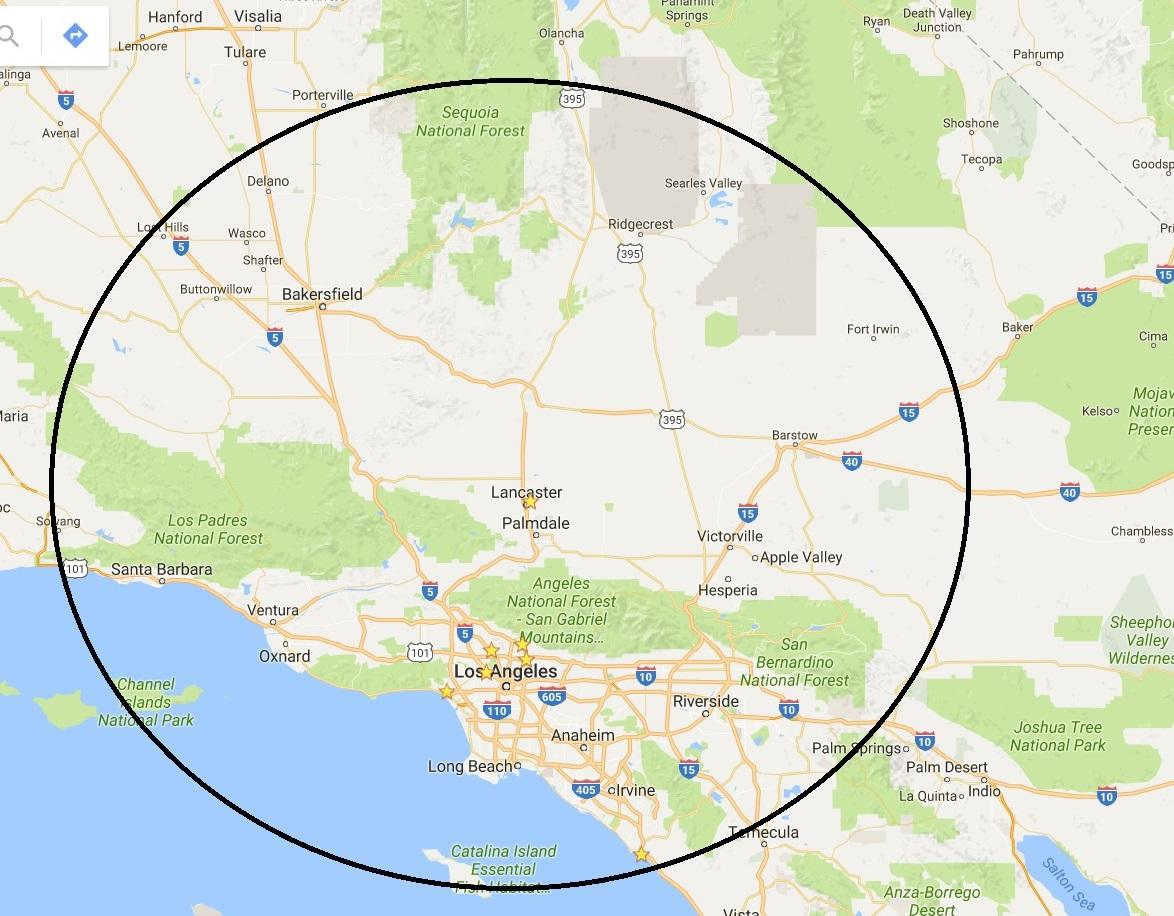 Hanford
Visalia
Lemoore
Tulare
alinga
5
Avenal
Porterville
Olancha
395
Panamint
Springs
Ryan
Death Valley
Junction
Pahrump
Sequoia
National Forest
Shoshone
Tecopa
Goodsp
Delano
Searles Valley
Lost Hills
5
Wasco
Ridgecrest
395
Pri
Shafter
Buttonwillow
Bakersfield
15
15
5
Fort Irwin
Baker
Cima
Mojav
Nation
Preser
Kelso
Maria
395
15
Barstow
40
40
Lancaster
15
Palmdale
Solvang
Los Padres
National Forest
Victorville
Apple Valley
Chambless
101
Santa Barbara
5
Angeles
National Forest
- San Gabriel
Mountains...
Hesperia
Ventura
5
Sheepho
Valley
Wildernes
Oxnard
101
San
Bernardino
National Forest
Los Angeles
10
Channel
Islands
National Park
605
110
Riverside
10
Anaheim
Joshua Tree
National Park
Palm Springs
10
Long Beach
15
Palm Desert
405
Irvine
La Quinta
Indio
10
Temecula
Catalina Island
Essential
Fish Habitat...
Salton Sea
Anza-Borrego
Desert
Vista